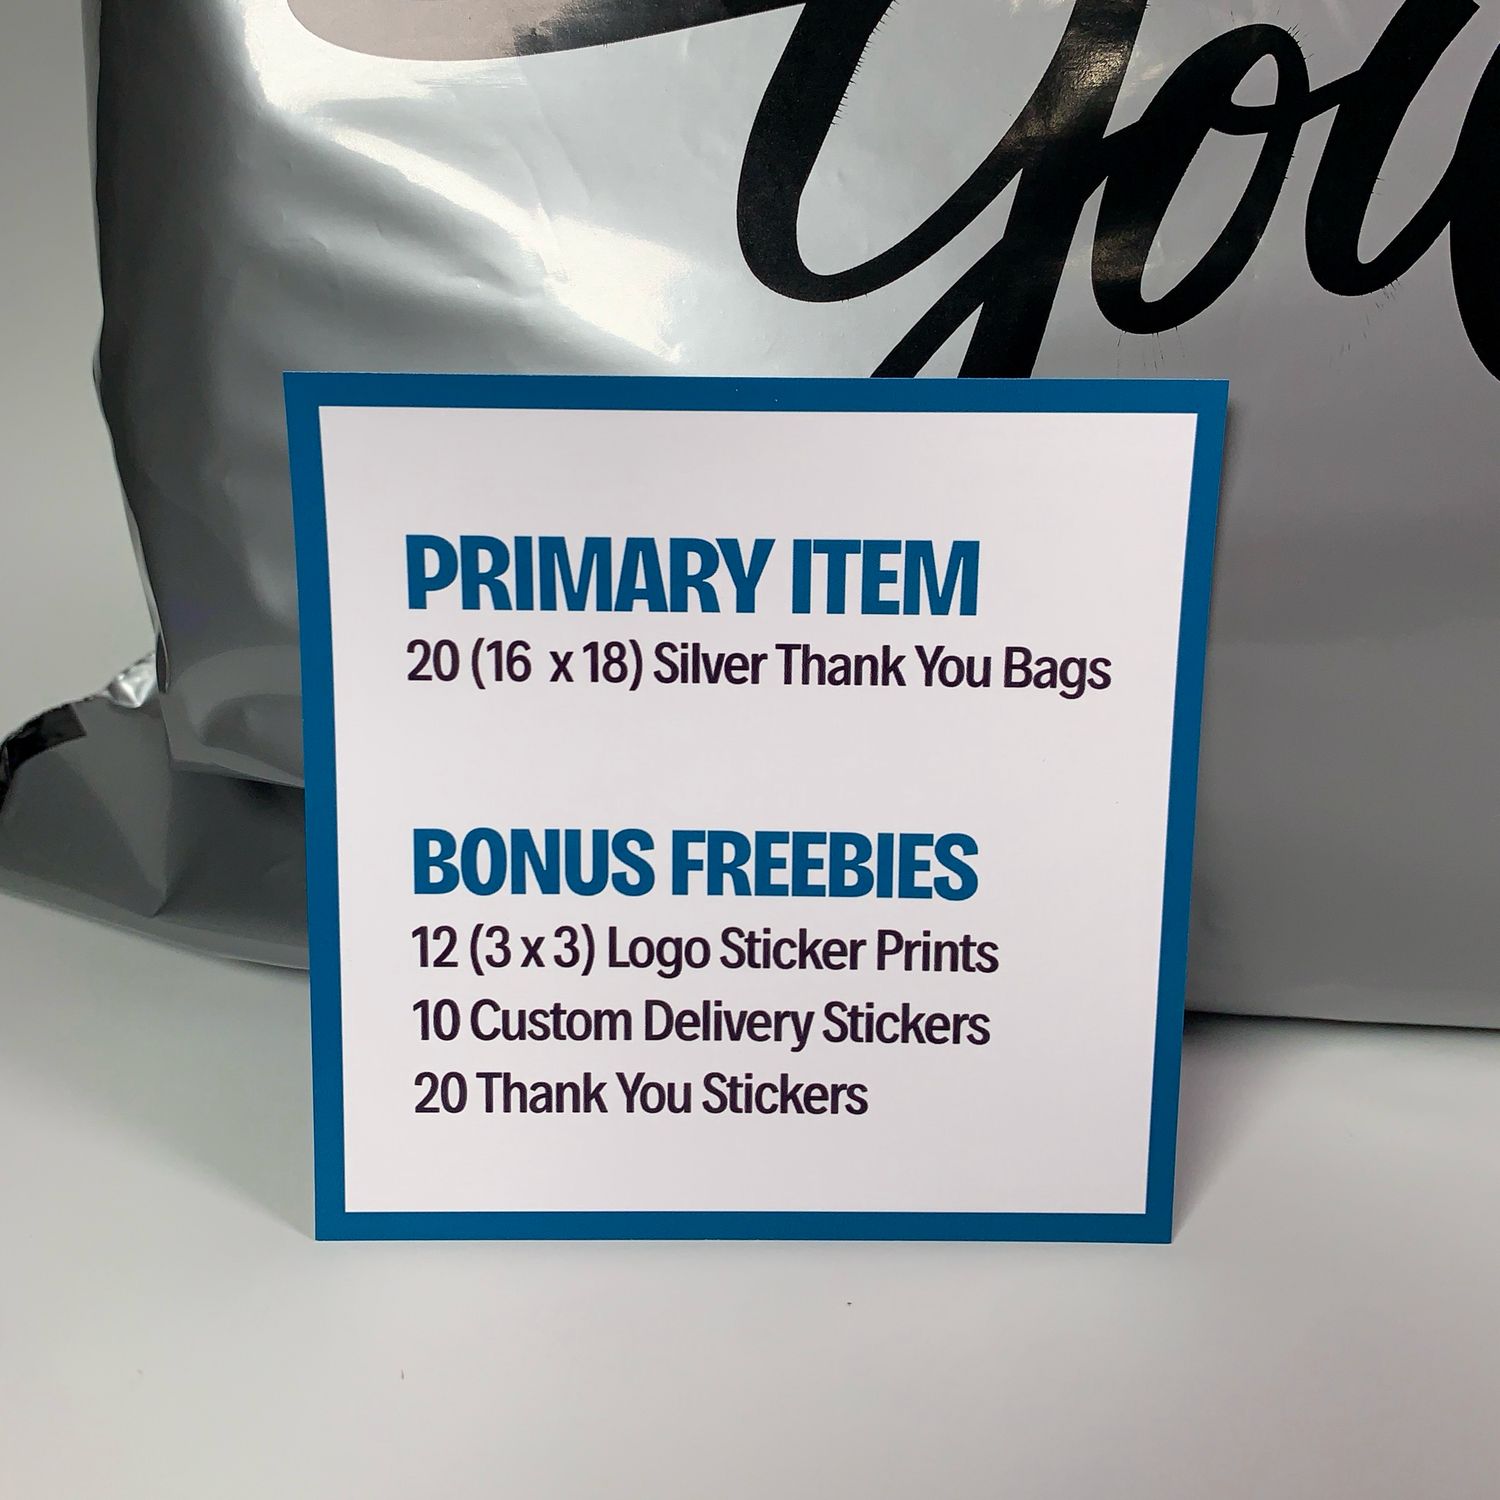 You
PRIMARY ITEM
20 (16 x 18) Silver Thank You Bags
BONUS FREEBIES
12 (3 x 3) Logo Sticker Prints
10 Custom Delivery Stickers
20 Thank You Stickers